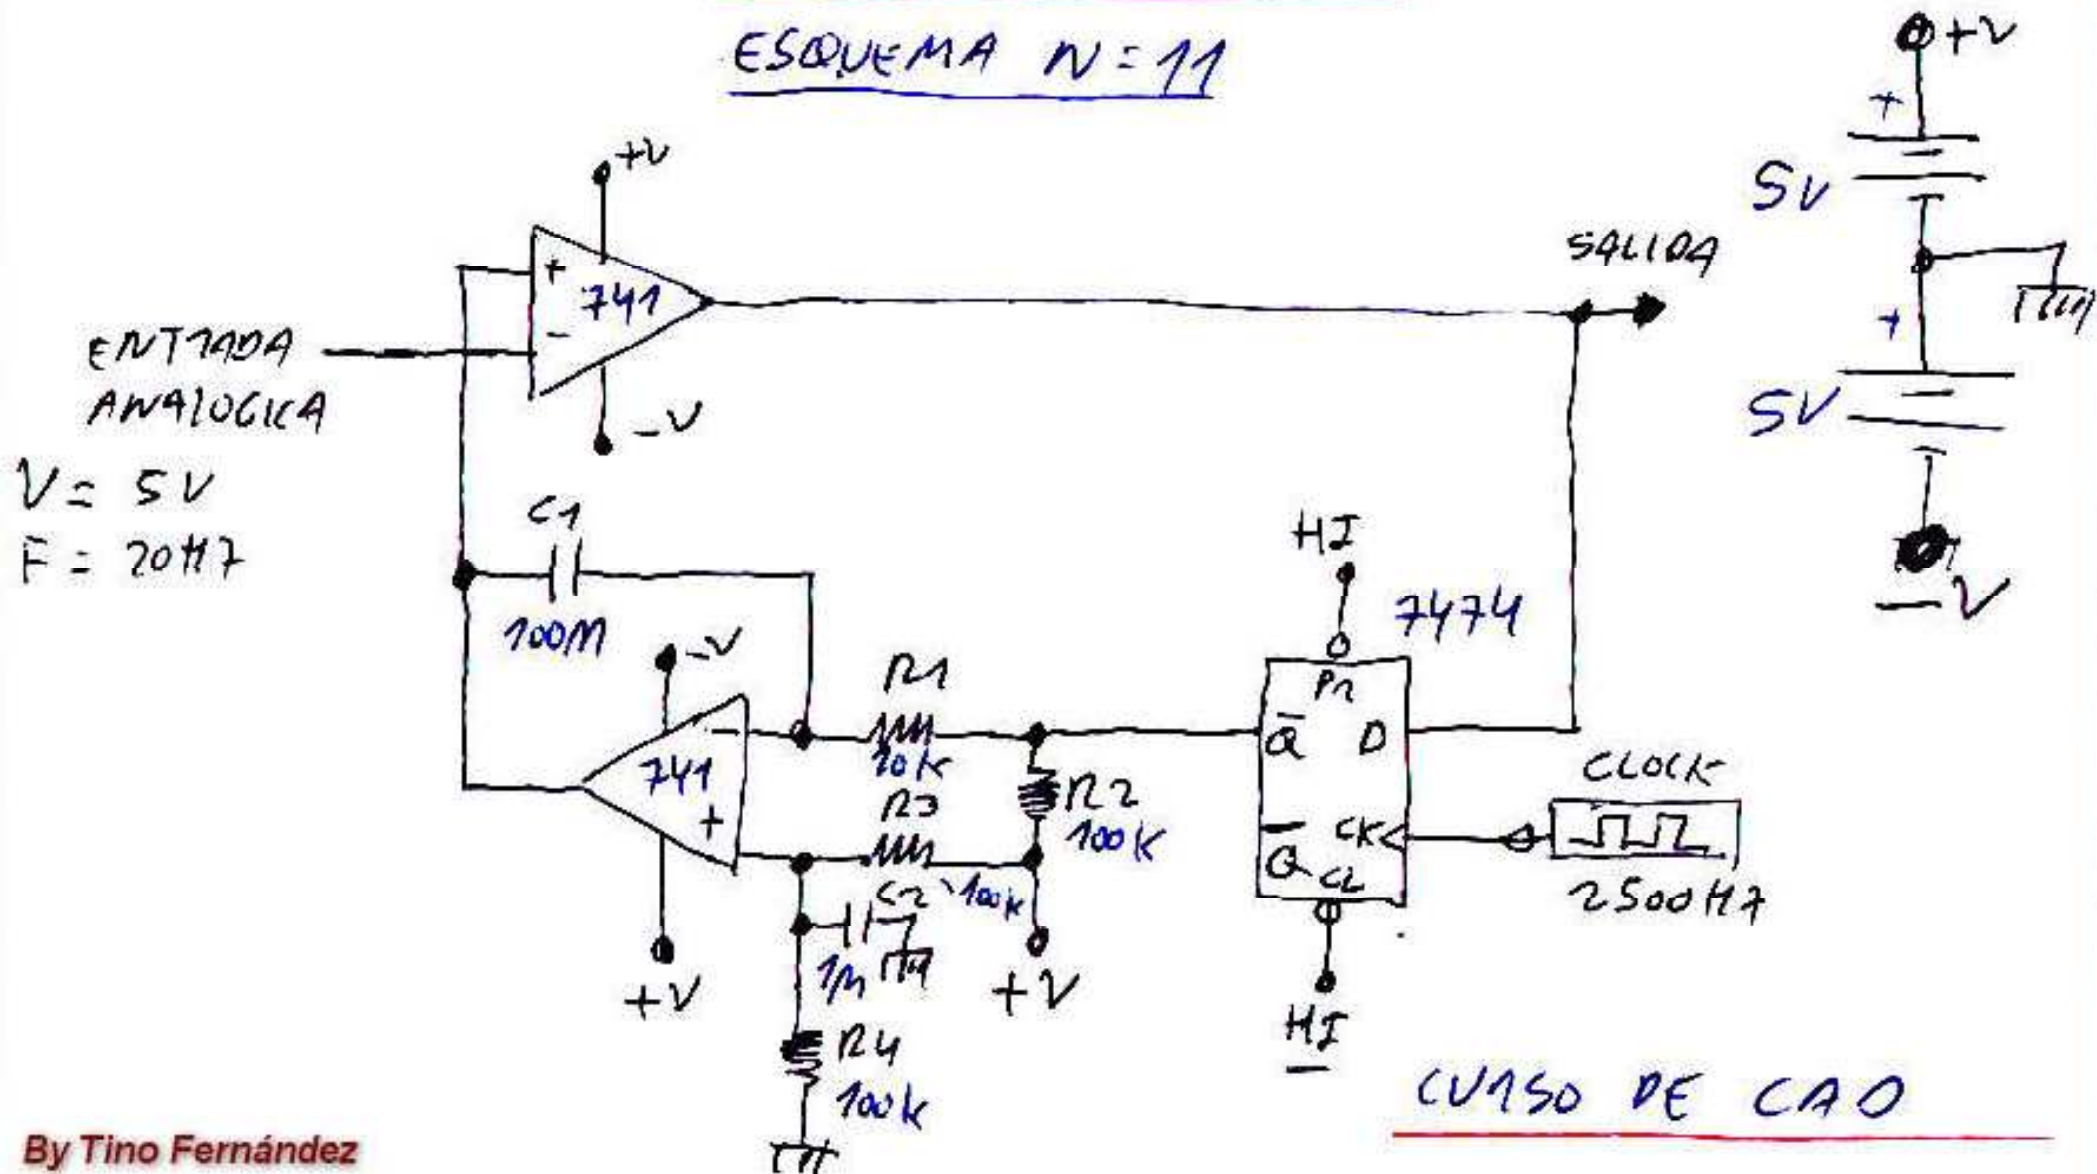 ESQUEMA N=11
+V
+
5V
+
5V
-V
+V
+
741
-
-V
SALIDA
ENTRADA
ANALOGICA
V= 5V
F= 20HZ
C1
100M
-V
-
741
+
+V
R1
10K
R3
100K
C2
1M
R2
100K
+V
R4
100K
HI
7474
Pr
Q̅
D
Q̅
CK
CL
HI
CLOCK
2500HZ
CURSO DE CAD
By Tino Fernández